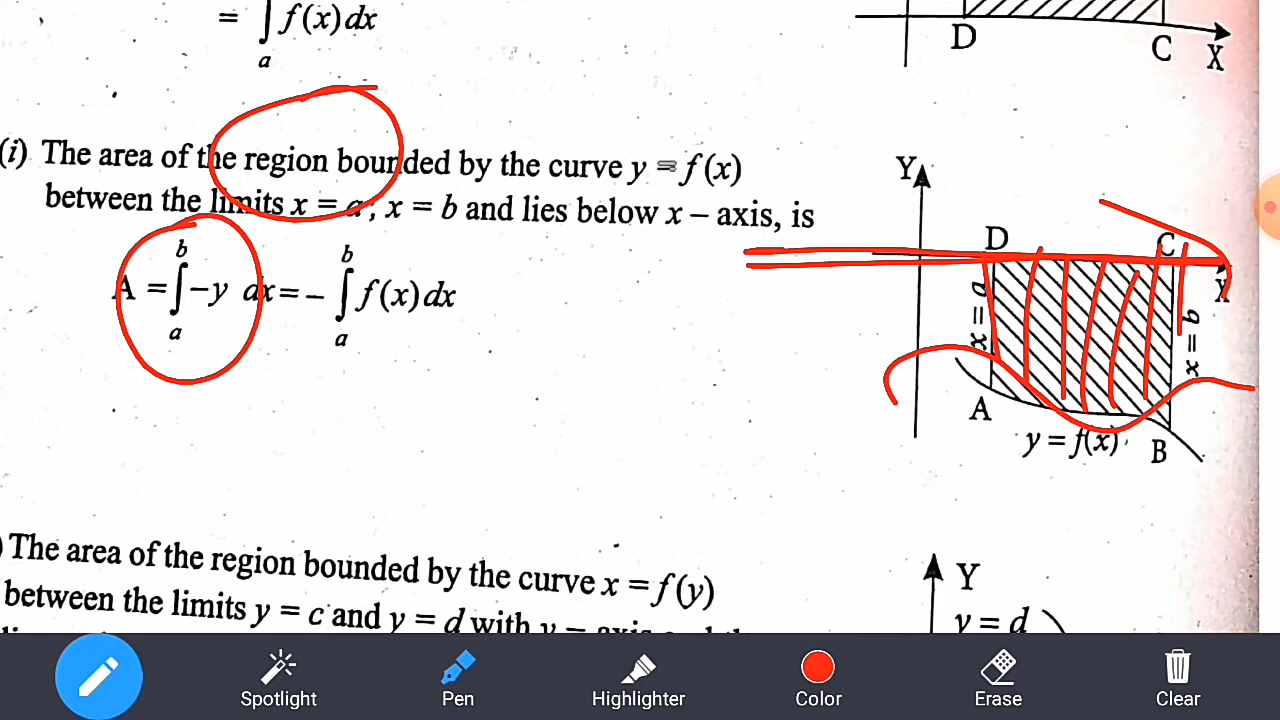 = ∫ f(x) dx
a
D
C
X
(i) The area of the region bounded by the curve y = f(x)
between the limits x = a, x = b and lies below x – axis, is
b b
A = ∫ –y dx = – ∫ f(x) dx
a a
Y
D
C
X
x = a
x = b
A
B
y = f(x)
) The area of the region bounded by the curve x = f(y)
between the limits y = c and y = d with
Y
y = d
Spotlight
Pen
Highlighter
Color
Erase
Clear